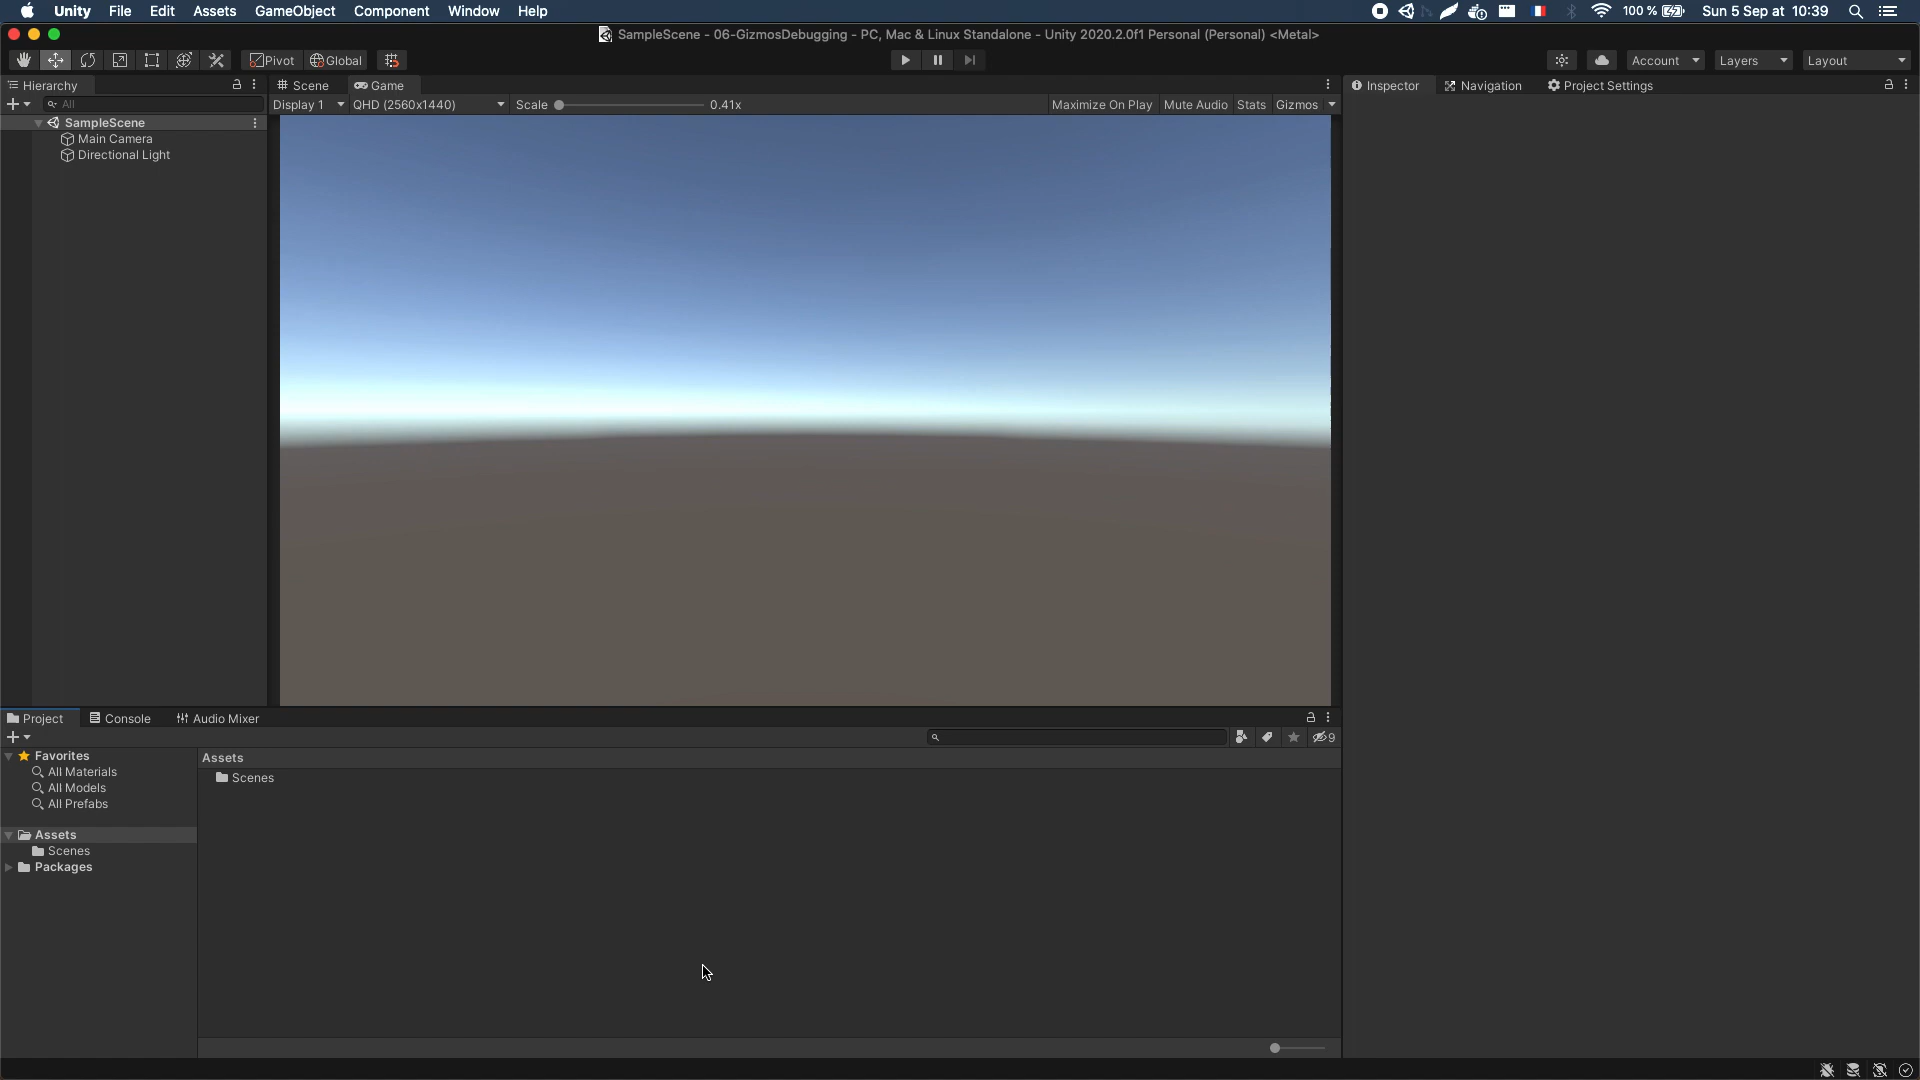 Unity File Edit Assets GameObject Component Window Help 100 % Sun 5 Sep at 10:39
SampleScene - 06-GizmosDebugging - PC, Mac & Linux Standalone - Unity 2020.2.0f1 Personal (Personal) <Metal>
Pivot Global Account Layers Layout
Hierarchy Scene Game Inspector Navigation Project Settings
All Display 1 QHD (2560x1440) Scale 0.41x Maximize On Play Mute Audio Stats Gizmos
SampleScene
Main Camera
Directional Light
Project Console Audio Mixer
9
Favorites Assets
All Materials Scenes
All Models
All Prefabs
Assets
Scenes
Packages